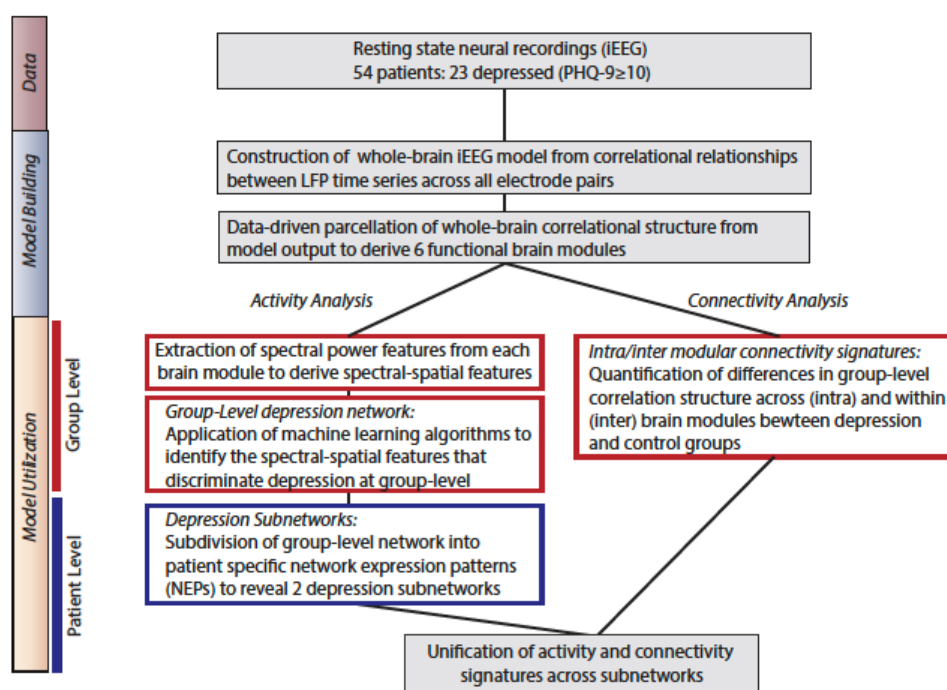 Data
Resting state neural recordings (iEEG)
54 patients: 23 depressed (PHQ-9≥10)
Model Building
Construction of whole-brain iEEG model from correlational relationships
between LFP time series across all electrode pairs
Data-driven parcellation of whole-brain correlational structure from
model output to derive 6 functional brain modules
Activity Analysis
Connectivity Analysis
Model Utilization
Group Level
Extraction of spectral power features from each
brain module to derive spectral-spatial features
Group-Level depression network:
Application of machine learning algorithms to
identify the spectral-spatial features that
discriminate depression at group-level
Intra/inter modular connectivity signatures:
Quantification of differences in group-level
correlation structure across (intra) and within
(inter) brain modules bewteen depression
and control groups
Patient Level
Depression Subnetworks:
Subdivision of group-level network into
patient specific network expression patterns
(NEPs) to reveal 2 depression subnetworks
Unification of activity and connectivity
signatures across subnetworks